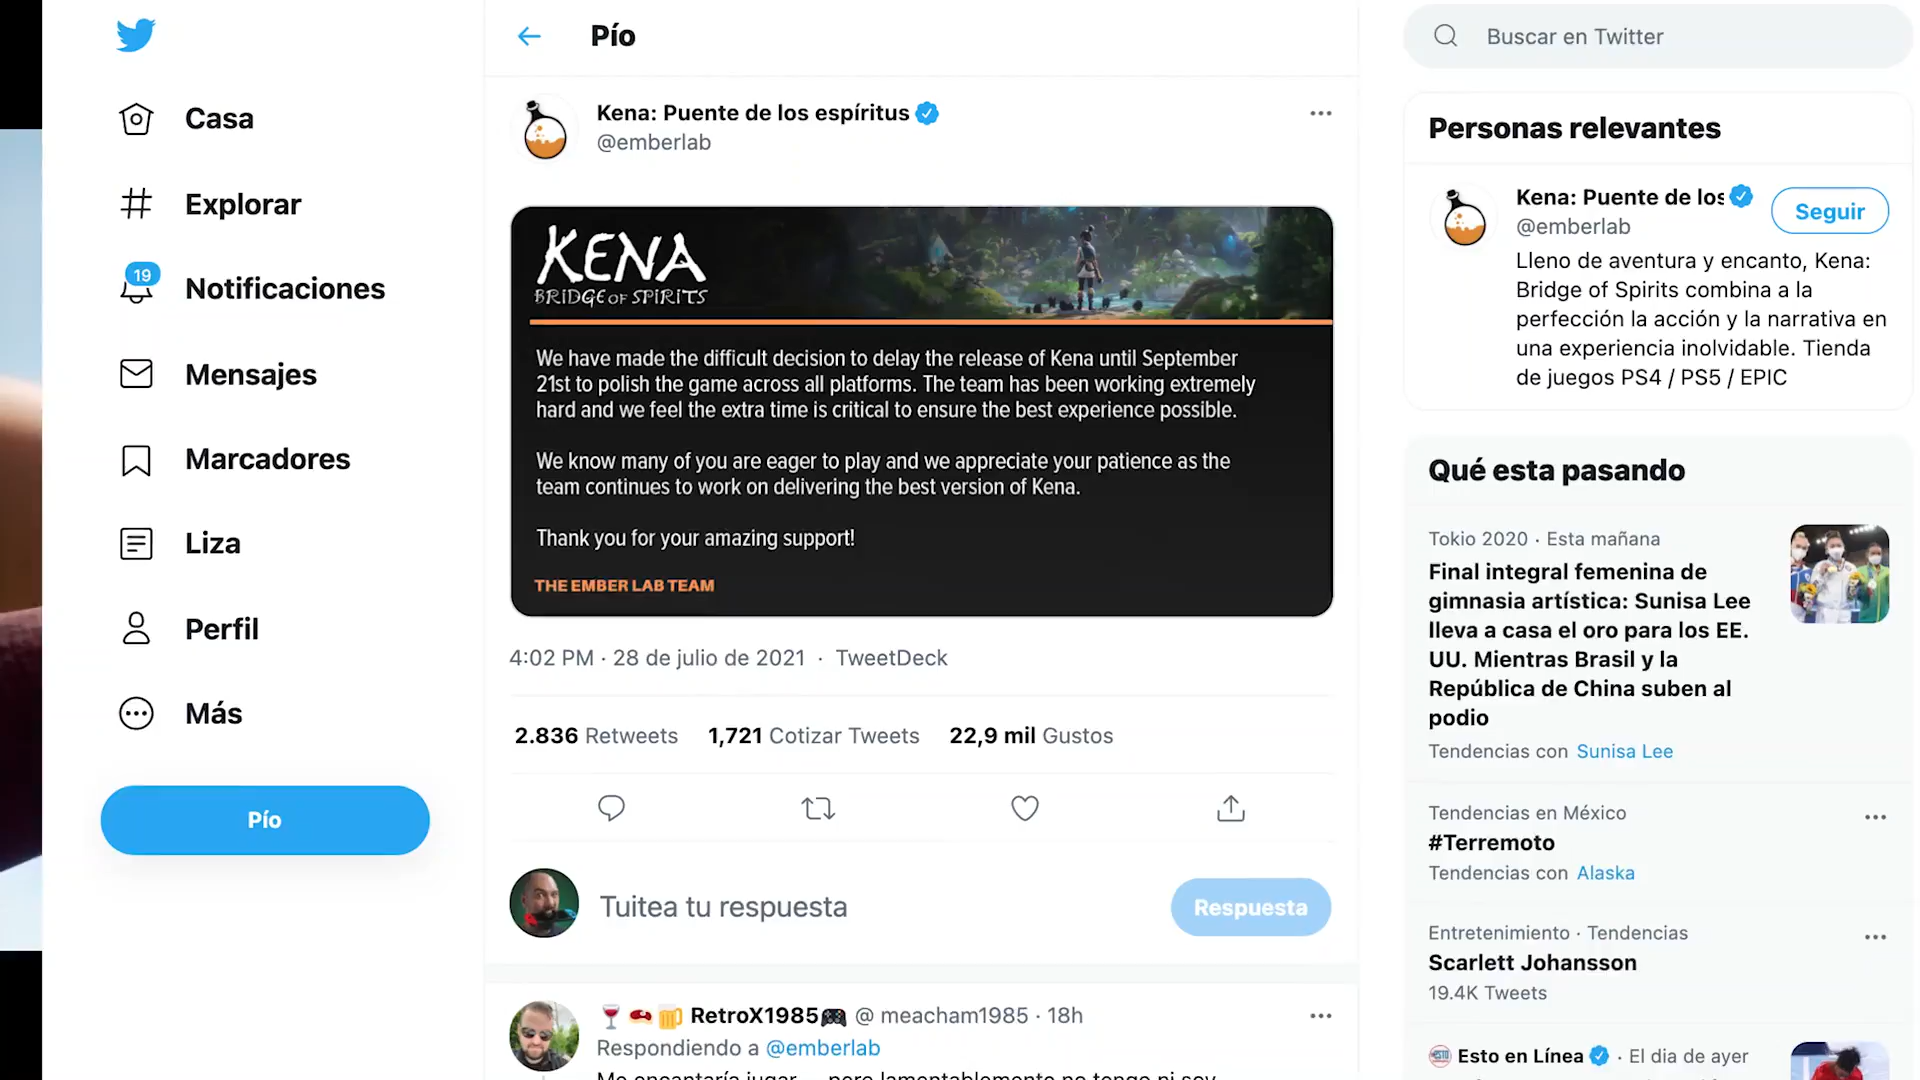 Casa
Explorar
19
Notificaciones
Mensajes
Marcadores
Liza
Perfil
Más
Pío
Pío
Kena: Puente de los espíritus
@emberlab
KENA
BRIDGE OF SPIRITS
We have made the difficult decision to delay the release of Kena until September
21st to polish the game across all platforms. The team has been working extremely
hard and we feel the extra time is critical to ensure the best experience possible.
We know many of you are eager to play and we appreciate your patience as the
team continues to work on delivering the best version of Kena.
Thank you for your amazing support!
THE EMBER LAB TEAM
4:02 PM · 28 de julio de 2021 · TweetDeck
2.836 Retweets 1,721 Cotizar Tweets 22,9 mil Gustos
Tuitea tu respuesta
Respuesta
RetroX1985 @ meacham1985 · 18h
Respondiendo a @emberlab
Me encantaría jugar ... pero lamentablemente no tengo ni soy
Buscar en Twitter
Personas relevantes
Kena: Puente de los
@emberlab
Seguir
Lleno de aventura y encanto, Kena:
Bridge of Spirits combina a la
perfección la acción y la narrativa en
una experiencia inolvidable. Tienda
de juegos PS4 / PS5 / EPIC
Qué esta pasando
Tokio 2020 · Esta mañana
Final integral femenina de
gimnasia artística: Sunisa Lee
lleva a casa el oro para los EE.
UU. Mientras Brasil y la
República de China suben al
podio
Tendencias con Sunisa Lee
Tendencias en México
#Terremoto
Tendencias con Alaska
Entretenimiento · Tendencias
Scarlett Johansson
19.4K Tweets
Esto en Línea · El dia de ayer